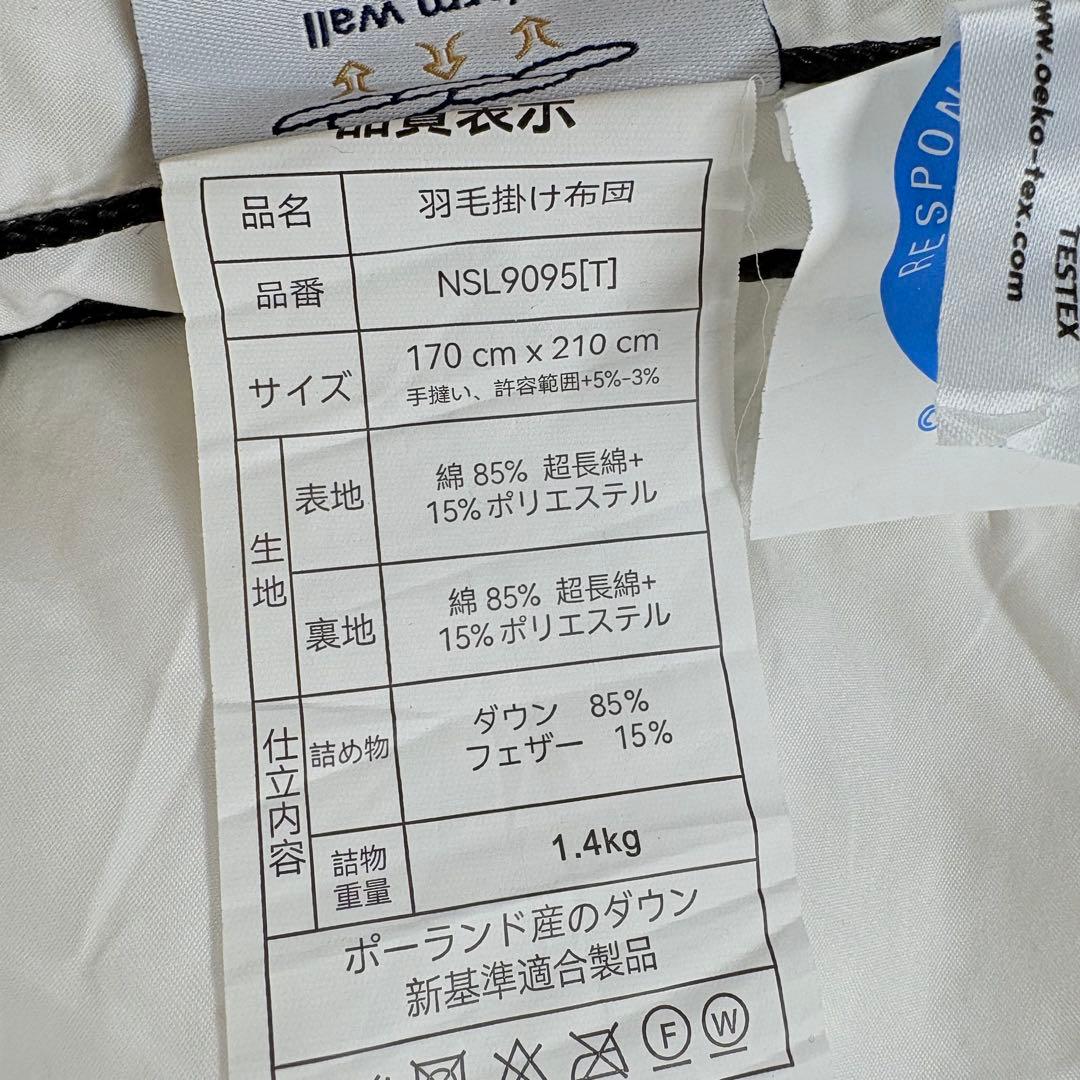 wall
品質表示
品名 羽毛掛け布団
品番 NSL9095[T]
サイズ 170 cm x 210 cm
手撻い、許容範囲+5%-3%
生地
表地 綿 85% 超長綿+
15%ポリエステル
裏地 綿 85% 超長綿+
15%ポリエステル
仕立内容
詰め物 ダウン 85%
フェザー 15%
詰物
重量 1.4kg
ポーランド産のダウン
新基準適合製品
F W
RESPON
©
www.oeko-tex.com
TESTEX